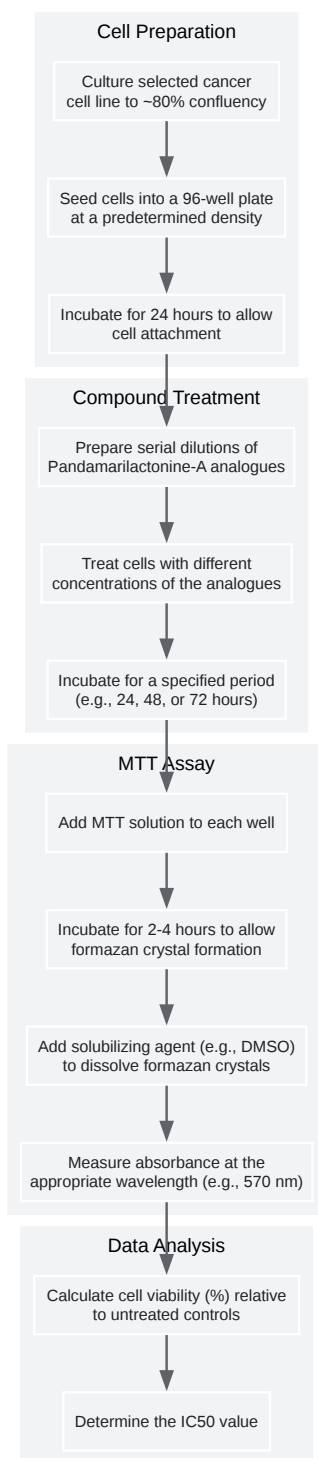 Cell Preparation
Culture selected cancer
cell line to ~80% confluency
Seed cells into a 96-well plate
at a predetermined density
Incubate for 24 hours to allow
cell attachment
Compound Treatment
Prepare serial dilutions of
Pandamarilactonine-A analogues
Treat cells with different
concentrations of the analogues
Incubate for a specified period
(e.g., 24, 48, or 72 hours)
MTT Assay
Add MTT solution to each well
Incubate for 2-4 hours to allow
formazan crystal formation
Add solubilizing agent (e.g., DMSO)
to dissolve formazan crystals
Measure absorbance at the
appropriate wavelength (e.g., 570 nm)
Data Analysis
Calculate cell viability (%) relative
to untreated controls
Determine the IC50 value